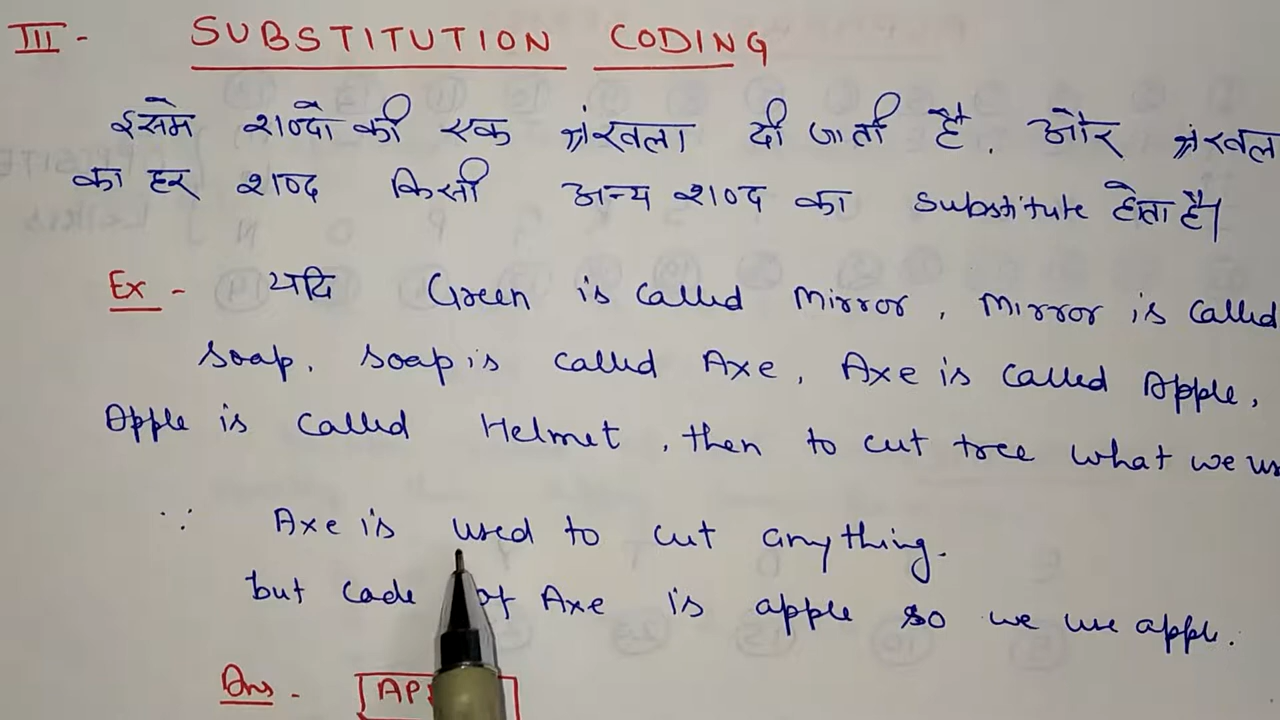 III - SUBSTITUTION CODING
इसमे शब्दो की एक श्रंखला दी जाती है, और श्रंखल
का हर शब्द किसी अन्य शब्द का substitute होता है।
Ex - यदि Green is called Mirror, Mirror is called
soap, soap is called Axe, Axe is called Apple,
Apple is called Helmet, then to cut tree what we us
∵ Axe is used to cut anything.
but code of Axe is apple so we use apple.
Ans - AP